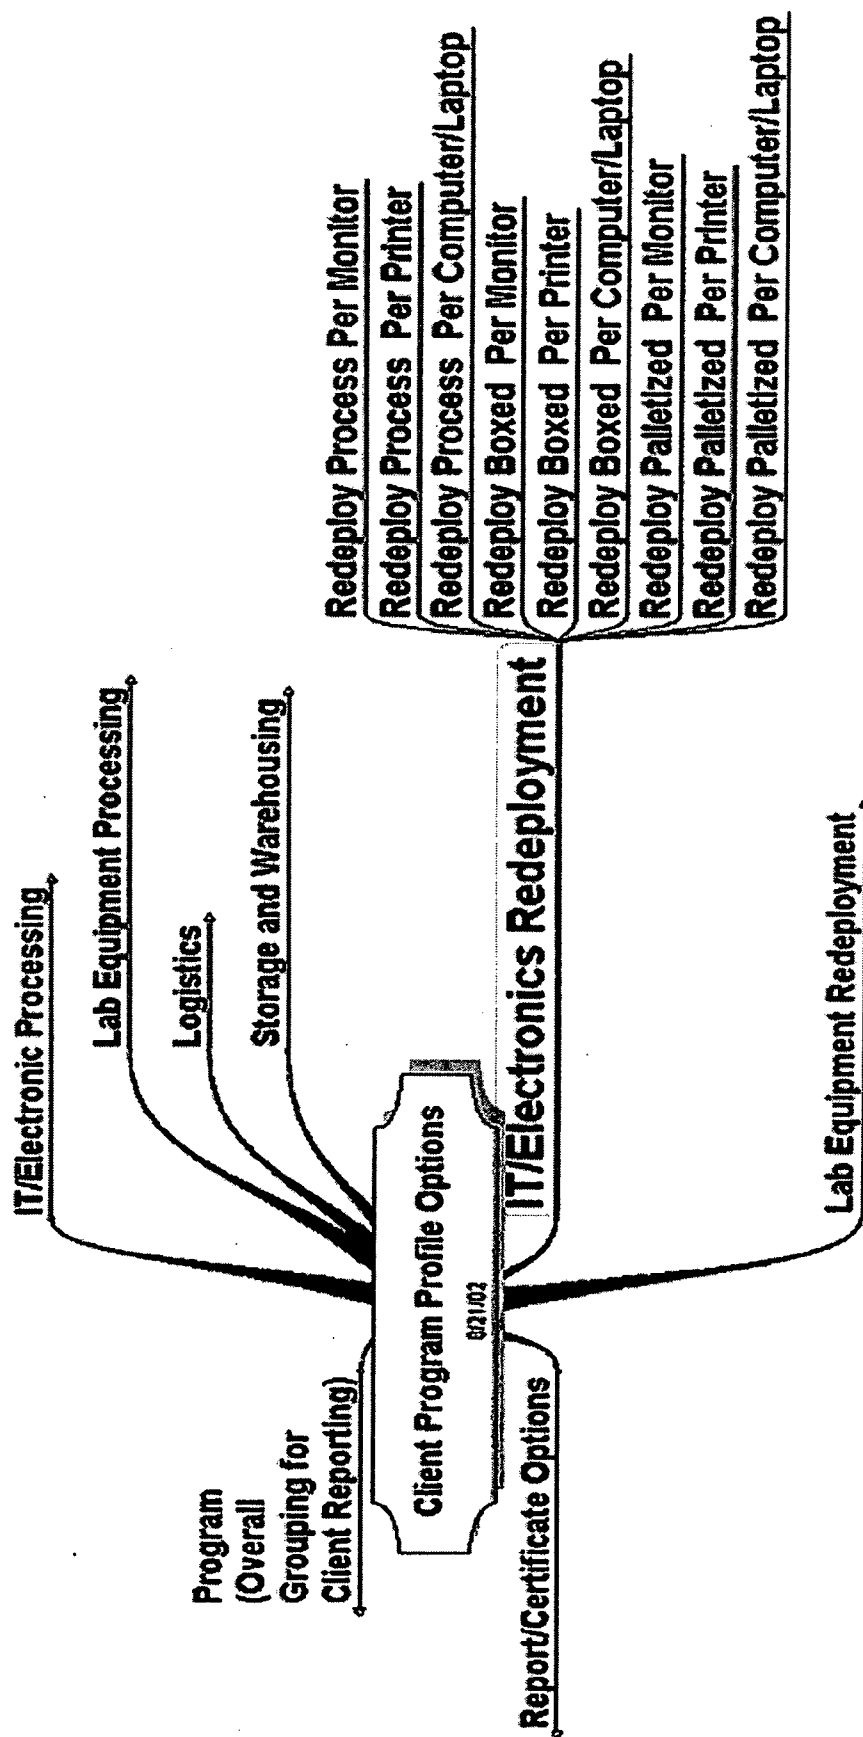 IT/Electronic Processing
Lab Equipment Processing
Logistics
Storage and Warehousing
Program
(Overall
Grouping for
Client Reporting)
Client Program Profile Options
Report/Certificate Options
IT/Electronics Redeployment
Redeploy Process Per Monitor
Redeploy Process Per Printer
Redeploy Process Per Computer/Laptop
Redeploy Boxed Per Monitor
Redeploy Boxed Per Printer
Redeploy Boxed Per Computer/Laptop
Redeploy Palletized Per Monitor
Redeploy Palletized Per Printer
Redeploy Palletized Per Computer/Laptop
Lab Equipment Redeployment